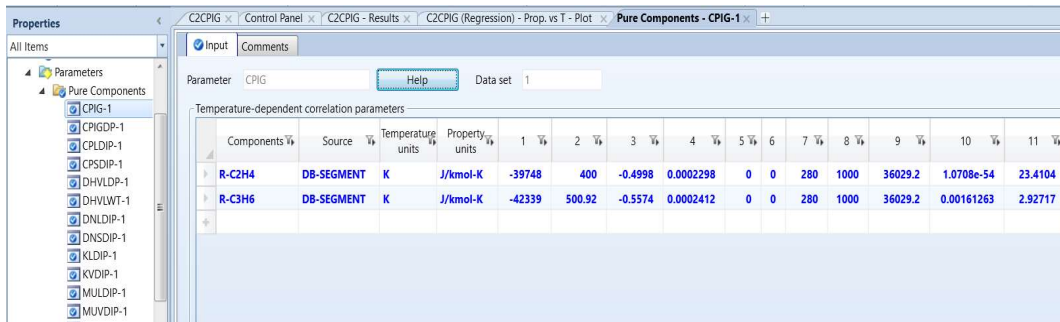 Properties
All Items
Parameters
Pure Components
CPIG-1
CPIGDP-1
CPLDIP-1
CPSDIP-1
DHVLDP-1
DHVLWT-1
DNLDIP-1
DNSDIP-1
KLDIP-1
KVDIP-1
MULDIP-1
MUVDIP-1
C2CPIG Control Panel C2CPIG - Results C2CPIG (Regression) - Prop. vs T - Plot Pure Components - CPIG-1
Input Comments
Parameter CPIG Help Data set 1
Temperature-dependent correlation parameters
Components Source Temperature units Property units 1 2 3 4 5 6 7 8 9 10 11
R-C2H4 DB-SEGMENT K J/kmol-K -39748 400 -0.4998 0.0002298 0 0 280 1000 36029.2 1.0708e-54 23.4104
R-C3H6 DB-SEGMENT K J/kmol-K -42339 500.92 -0.5574 0.0002412 0 0 280 1000 36029.2 0.00161263 2.92717